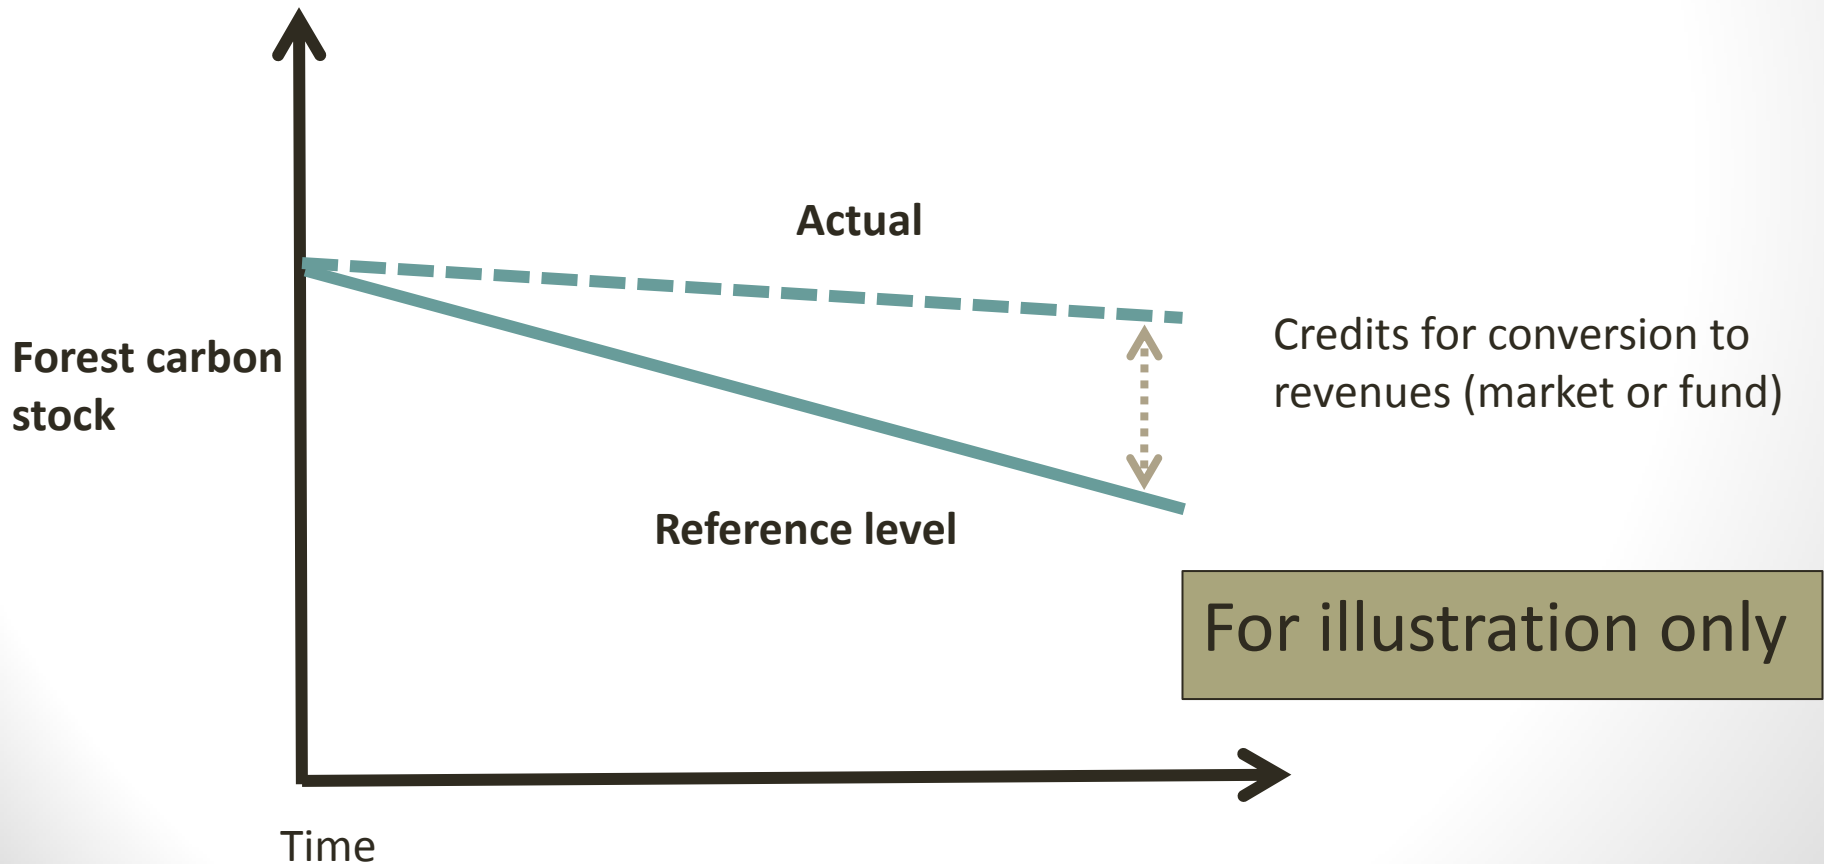 Actual
Forest carbon
stock
Credits for conversion to
revenues (market or fund)
Reference level
For illustration only
Time